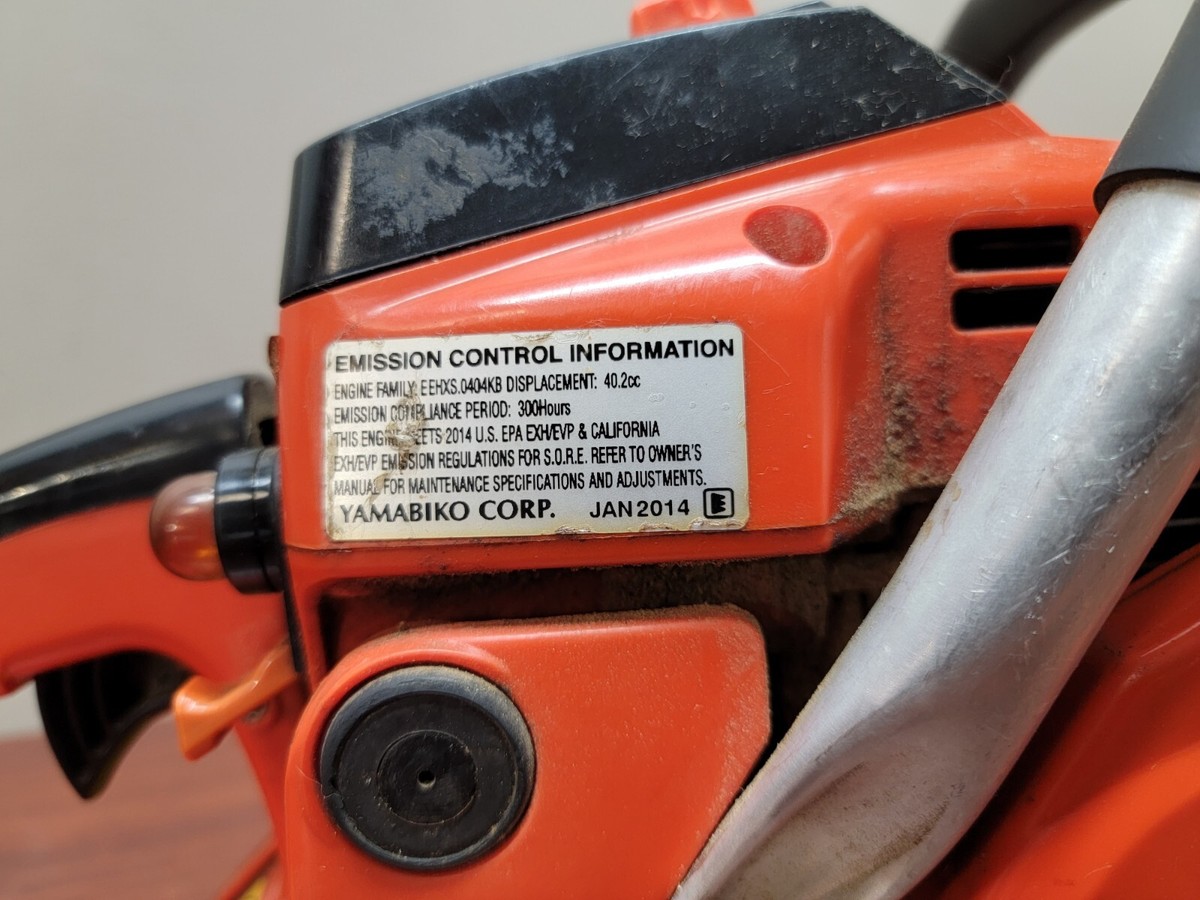 EMISSION CONTROL INFORMATION
ENGINE FAMILY: EEHXS.0404KB DISPLACEMENT: 40.2cc
EMISSION COMPLIANCE PERIOD: 300Hours
THIS ENGINE MEETS 2014 U.S. EPA EXH/EVP & CALIFORNIA
EXH/EVP EMISSION REGULATIONS FOR S.O.R.E. REFER TO OWNER'S
MANUAL FOR MAINTENANCE SPECIFICATIONS AND ADJUSTMENTS.
YAMABIKO CORP. JAN 2014 E